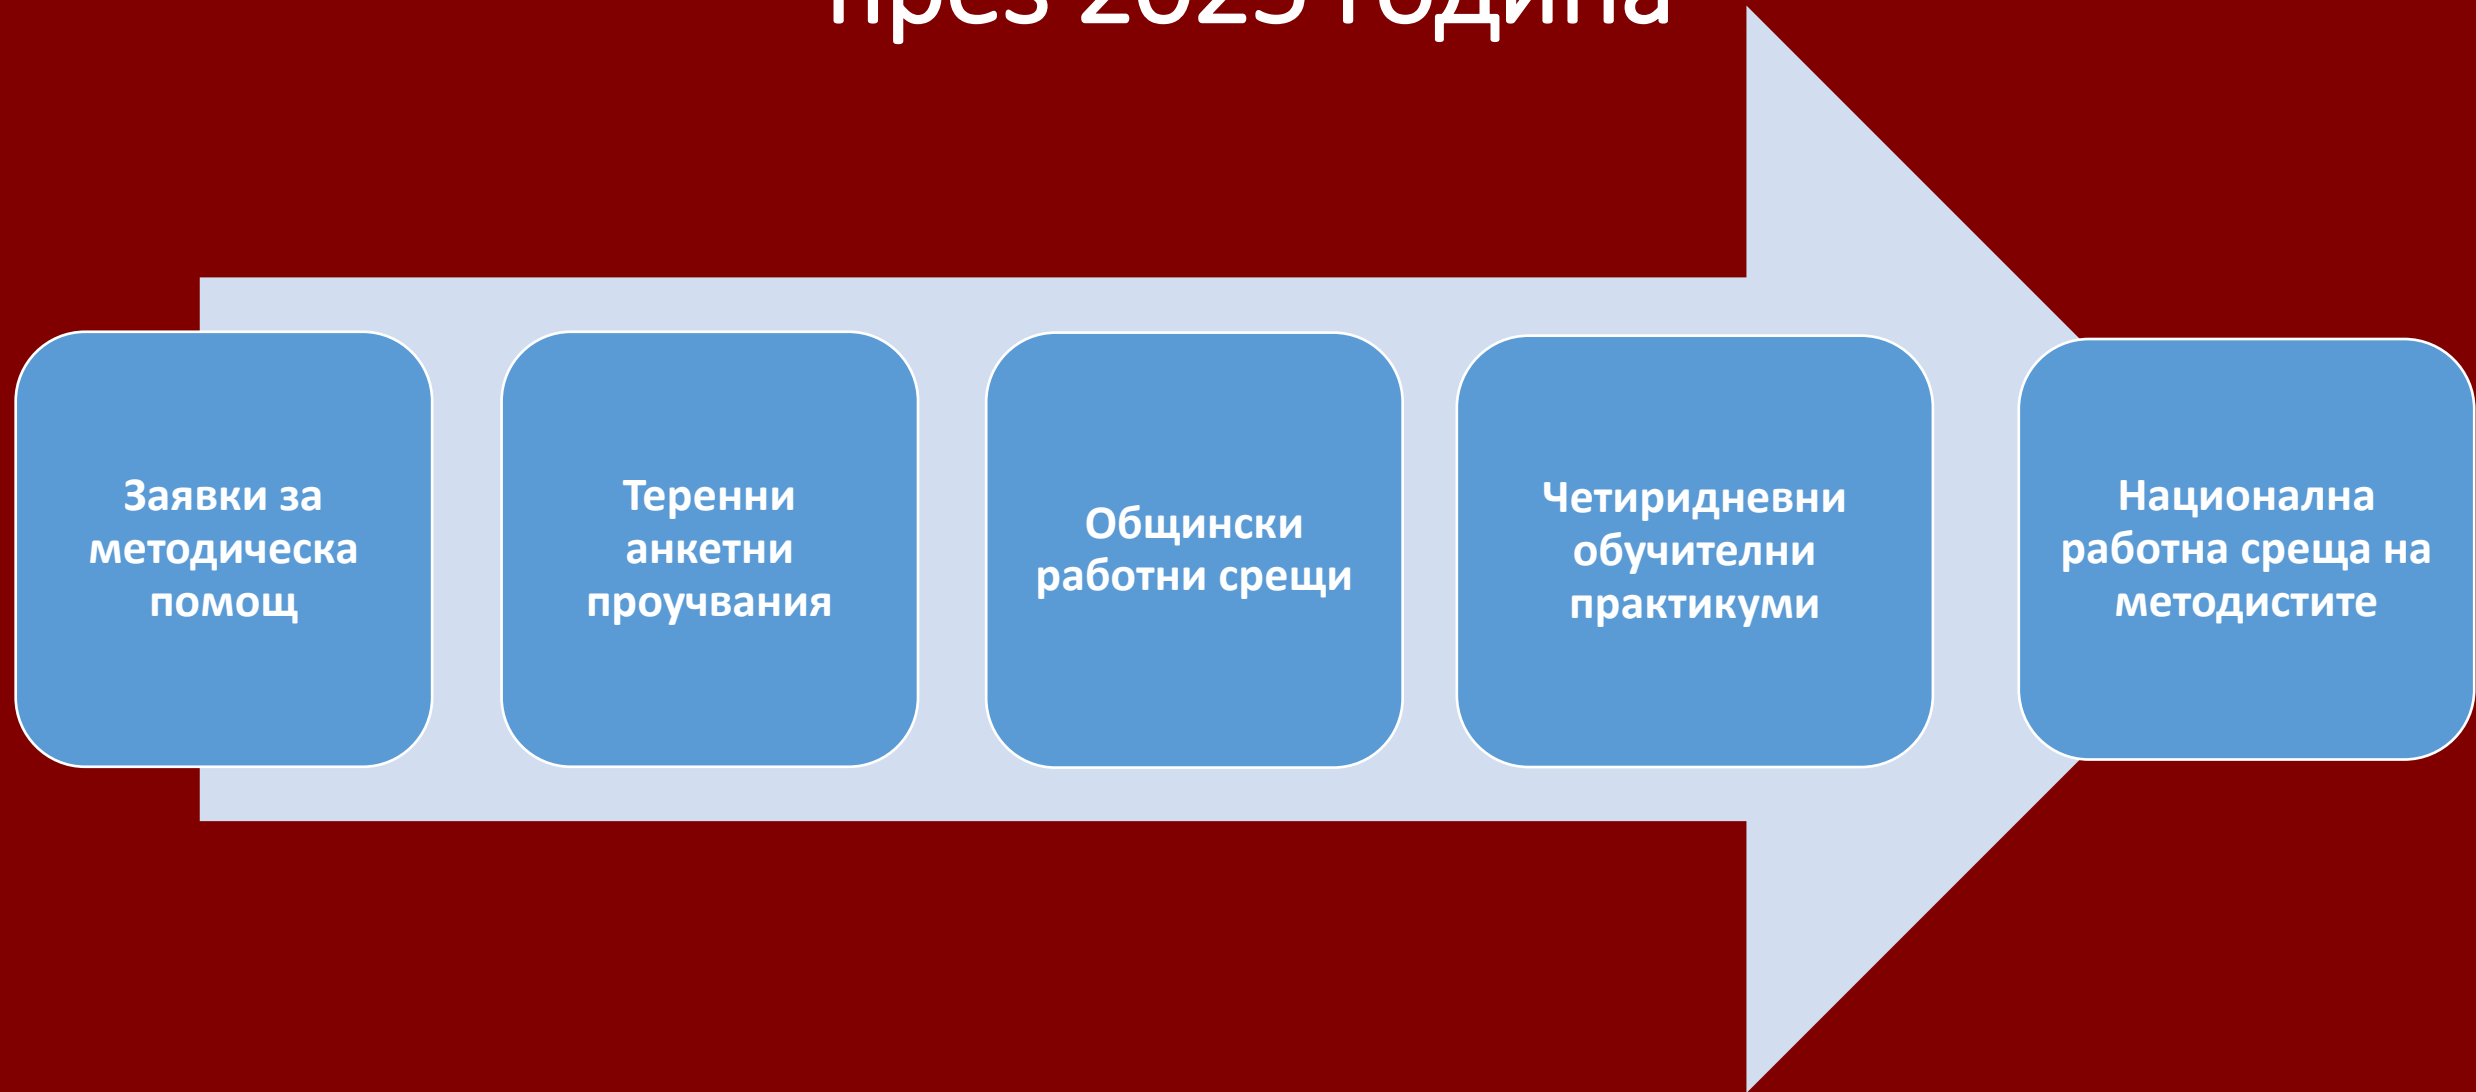 през година
Заявки за
методическа
помощ
Теренни
анкетни
проучвания
Общински
работни срещи
Четиридневни
обучителни
практикуми
Национална
работна среща на
методистите